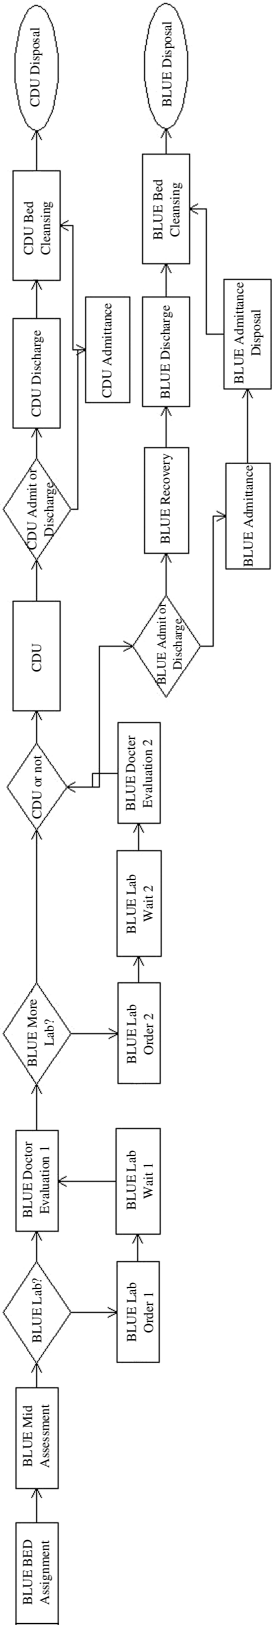 BLUE BED
Assignment
BLUE Mid
Assessment
BLUE Lab?
BLUE Lab
Order 1
BLUE Lab
Wait 1
BLUE Doctor
Evaluation 1
BLUE More
Lab?
BLUE Lab
Order 2
BLUE Lab
Wait 2
BLUE Docter
Evaluation 2
CDU or not
CDU
CDU Admit or
Discharge
CDU Discharge
CDU Admittance
CDU Bed
Cleansing
CDU Disposal
BLUE Admit or
Discharge
BLUE Recovery
BLUE Discharge
BLUE Admittance
BLUE Admittance
Disposal
BLUE Bed
Cleansing
BLUE Disposal